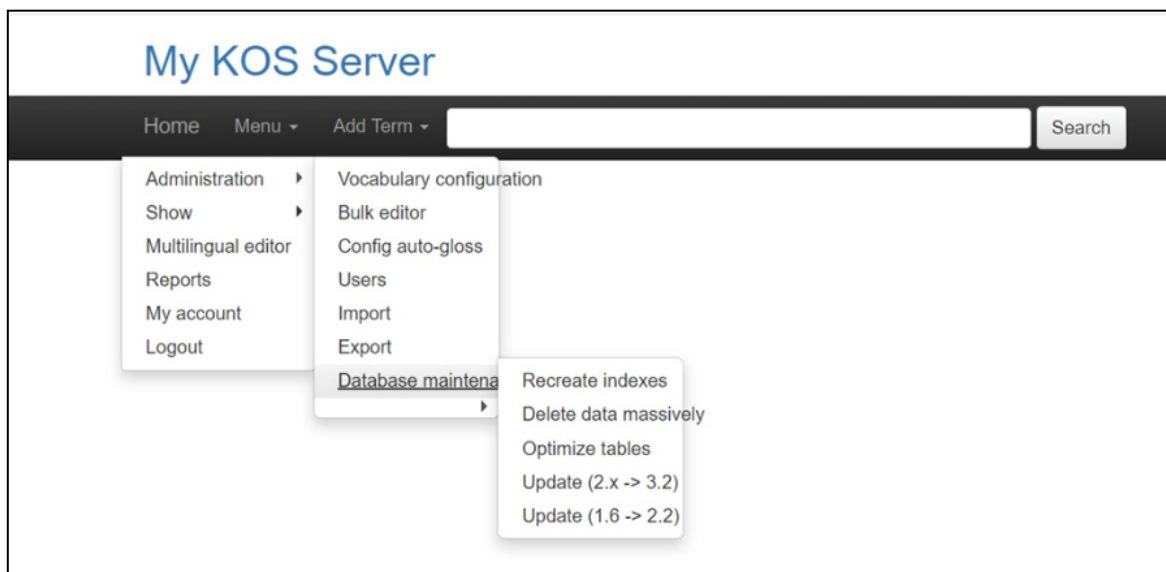 My KOS Server
Home Menu Add Term Search
Administration
Show
Multilingual editor
Reports
My account
Logout
Vocabulary configuration
Bulk editor
Config auto-gloss
Users
Import
Export
Database maintena
Recreate indexes
Delete data massively
Optimize tables
Update (2.x -> 3.2)
Update (1.6 -> 2.2)